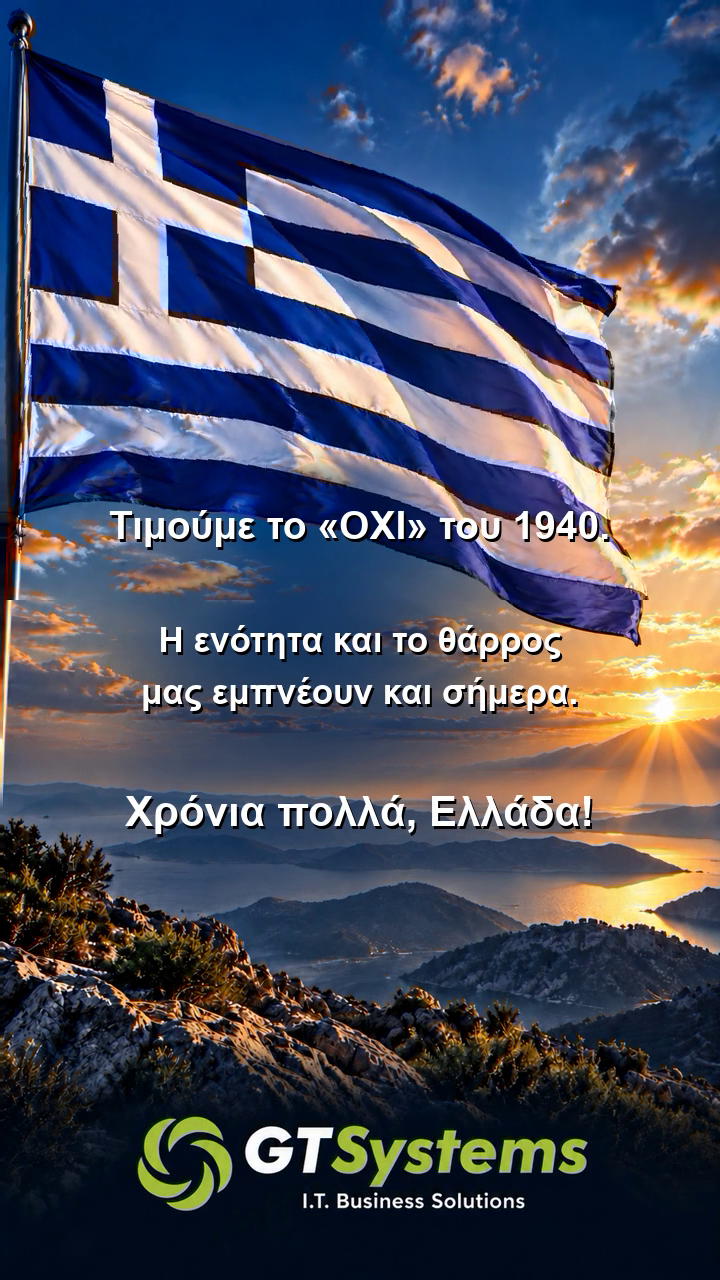 Τιμούμε το «ΟΧΙ» του 1940.
Η ενότητα και το θάρρος
μας εμπνέουν και σήμερα.
Χρόνια πολλά, Ελλάδα!
GTSystems
I.T. Business Solutions